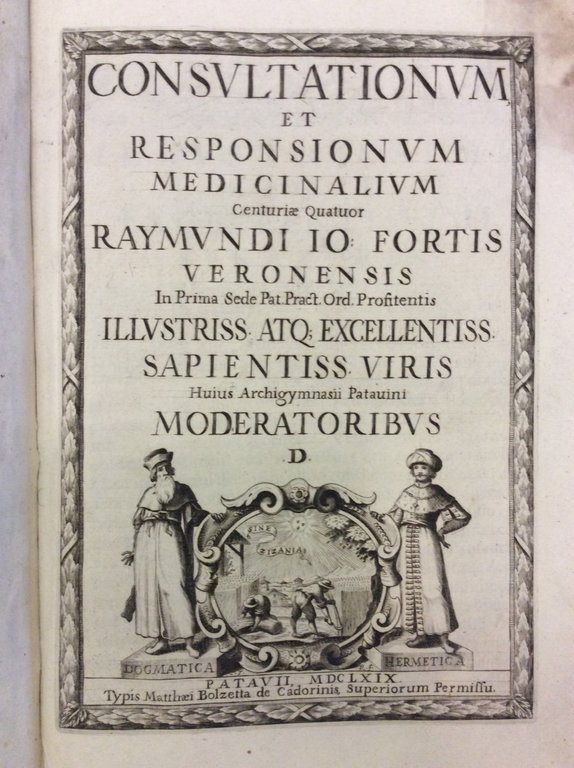 CONSVLTATIONVM,
ET
RESPONSIONVM
MEDICINALIVM
Centuriæ Quatuor
RAYMVNDI IO: FORTIS
VERONENSIS
In Prima Sede Pat. Pract. Ord. Profitentis
ILLVSTRISS. ATQ; EXCELLENTISS.
SAPIENTISS. VIRIS
Huius Archigymnasii Patauini
MODERATORIBVS
.D.
SINE
ZIZANIA
DOGMATICA
HERMETICA
PATAVII, MDCLXIX.
Typis Matthæi Bolzetta de Cadorinis, Superiorum Permissu.